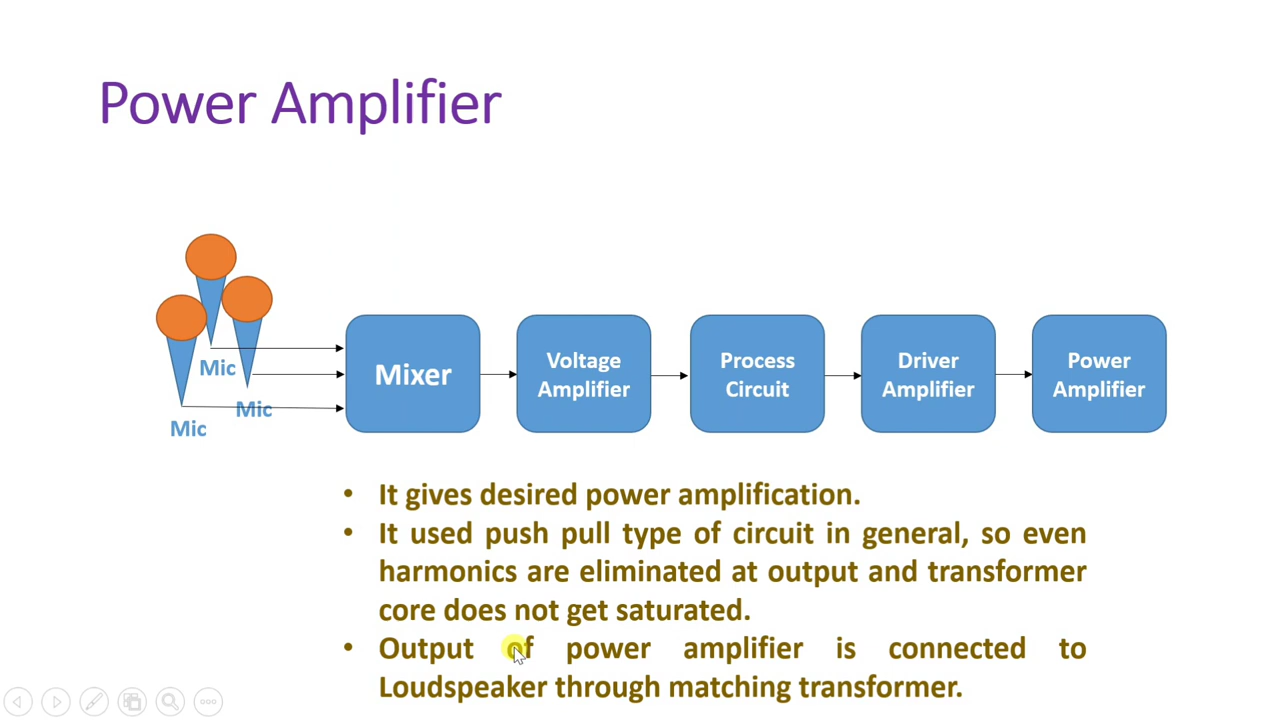 Power Amplifier
Mic
Mic
Mic
Mixer
Voltage
Amplifier
Process
Circuit
Driver
Amplifier
Power
Amplifier
• It gives desired power amplification.
• It used push pull type of circuit in general, so even
harmonics are eliminated at output and transformer
core does not get saturated.
• Output of power amplifier is connected to
Loudspeaker through matching transformer.